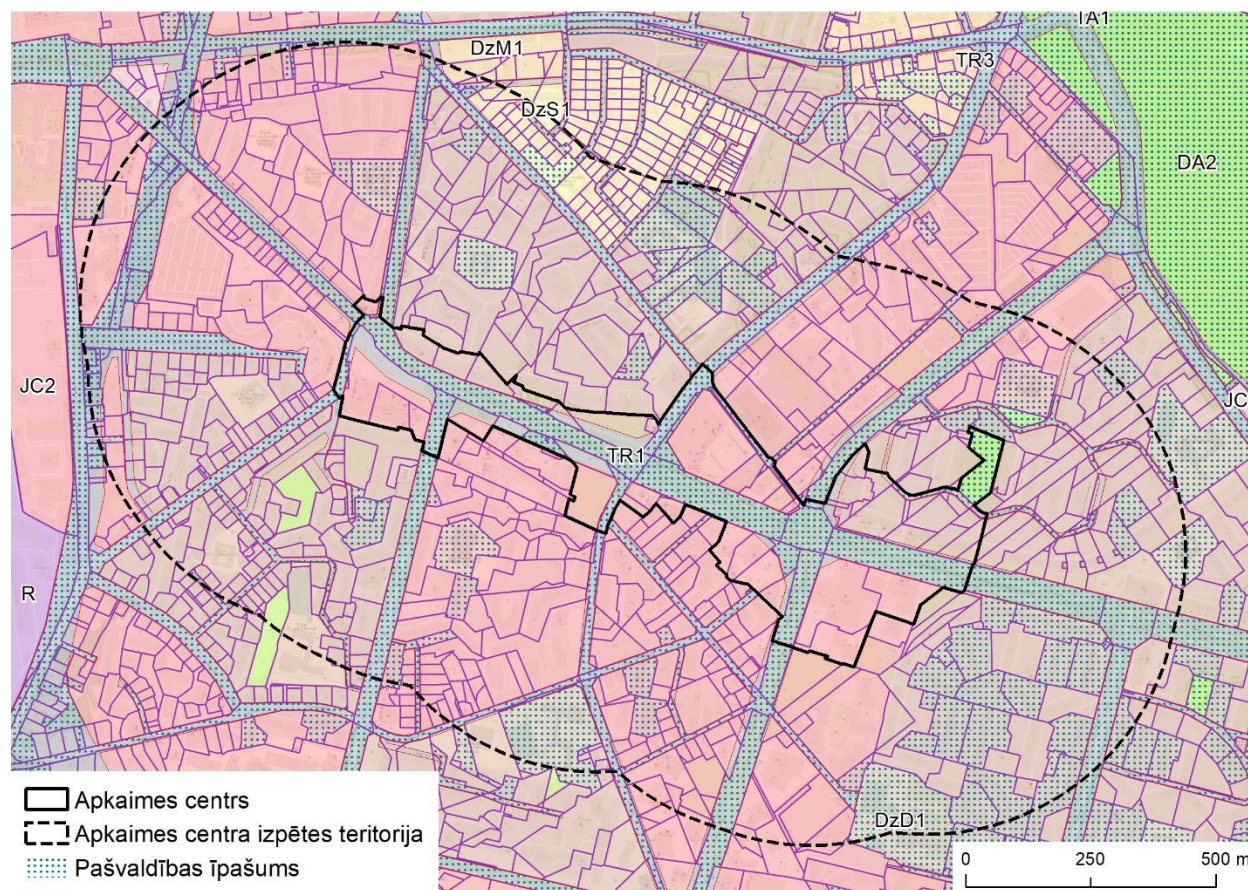 TA1
DzM1
TR3
DzS1
DA2
JC2
JC
TR1
R
DzD1
Apkaimes centrs
Apkaimes centra izpētes teritorija
Pašvaldības īpašums
0 250 500 m